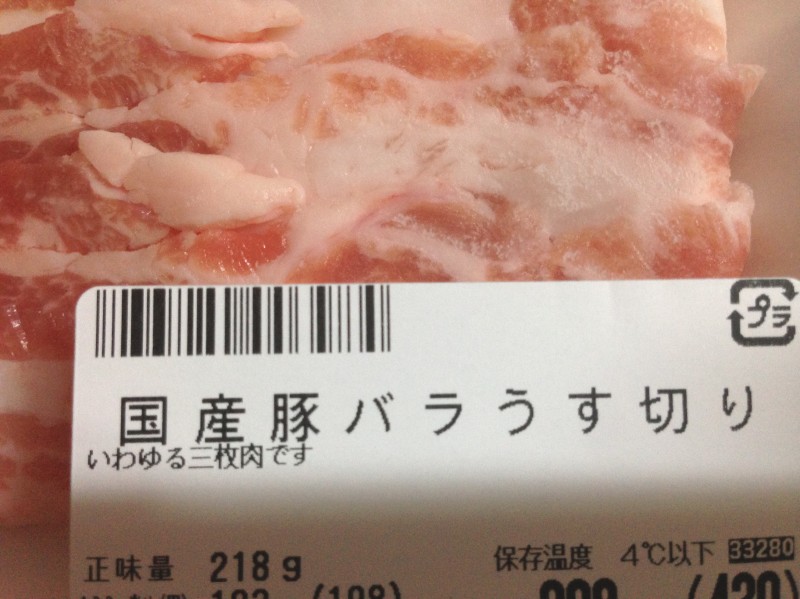 プラ
国産豚バラうす切り
いわゆる三枚肉です
正味量 218g 保存温度 4℃以下 33280